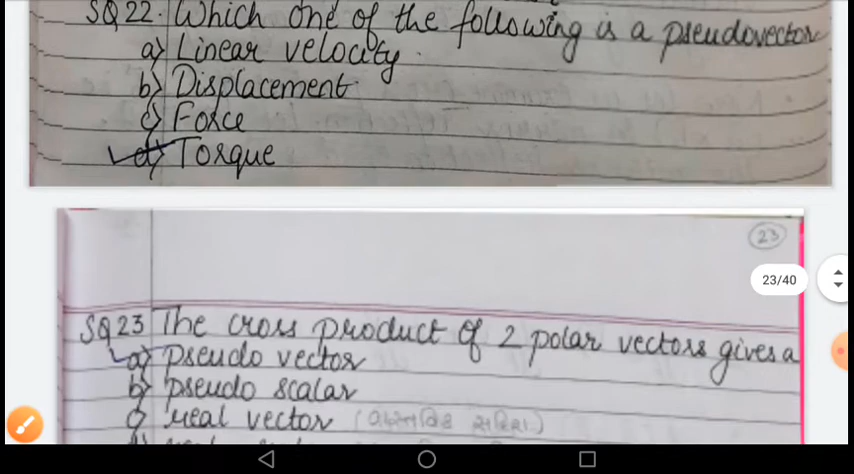 SQ22. Which one of the following is a pseudovector
a) Linear velocity.
b) Displacement.
c) Force
d) Torque
23
23/40
SQ23 The cross product of 2 polar vectors gives a
a) pseudo vector
b) pseudo scalar
c) real vector